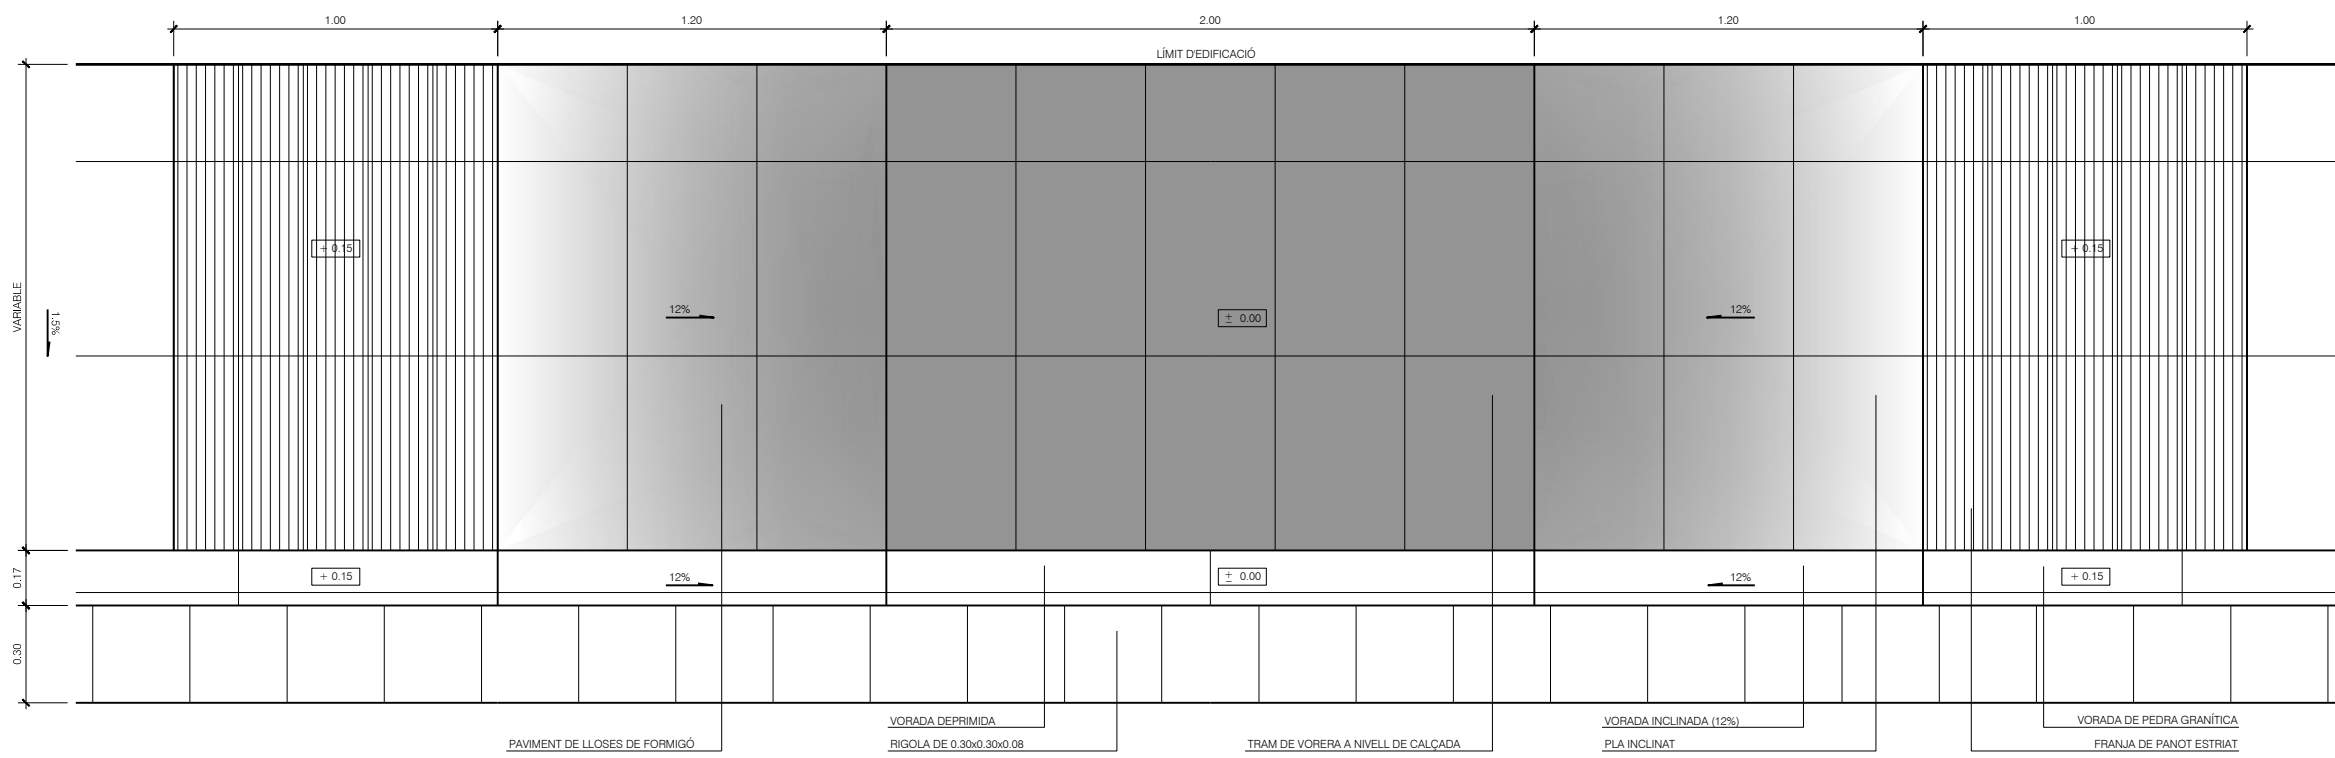 1.00
1.20
2.00
1.20
1.00
LÍMIT D'EDIFICACIÓ
+ 0.15
+ 0.15
VARIABLE
1.5%
12%
± 0.00
12%
0.17
+ 0.15
12%
± 0.00
12%
+ 0.15
0.30
VORADA DEPRIMIDA
VORADA INCLINADA (12%)
VORADA DE PEDRA GRANÍTICA
PAVIMENT DE LLOSES DE FORMIGÓ
RIGOLA DE 0.30x0.30x0.08
TRAM DE VORERA A NIVELL DE CALÇADA
PLA INCLINAT
FRANJA DE PANOT ESTRIAT